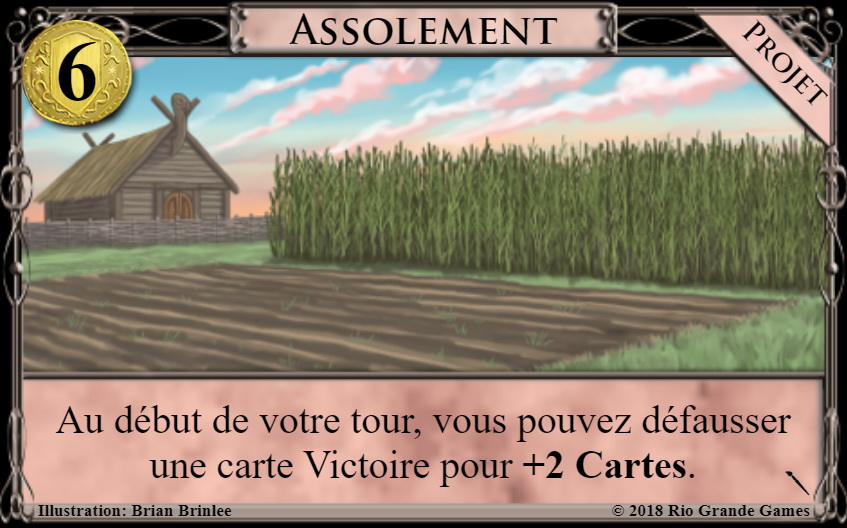 ASSOLEMENT
PROJET
6
Au début de votre tour, vous pouvez défausser
une carte Victoire pour +2 Cartes.
Illustration: Brian Brinlee
© 2018 Rio Grande Games